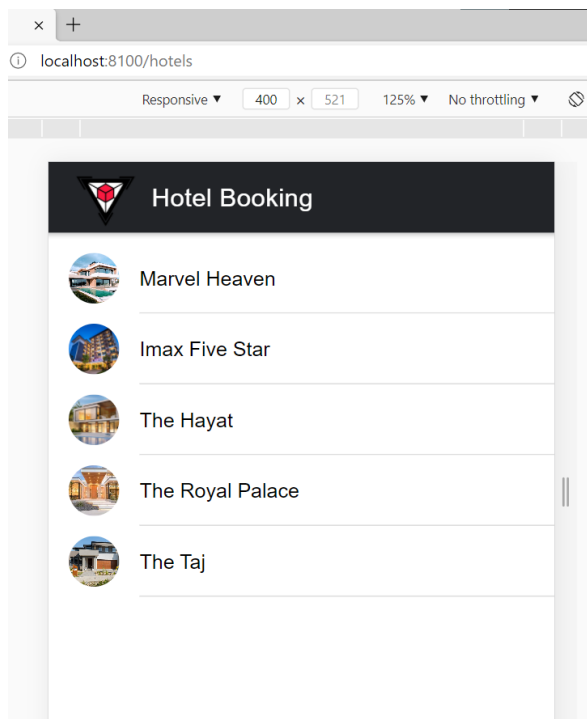 × +
localhost:8100/hotels
Responsive ▼ 400 × 521 125% ▼ No throttling ▼
Hotel Booking
Marvel Heaven
Imax Five Star
The Hayat
The Royal Palace
The Taj